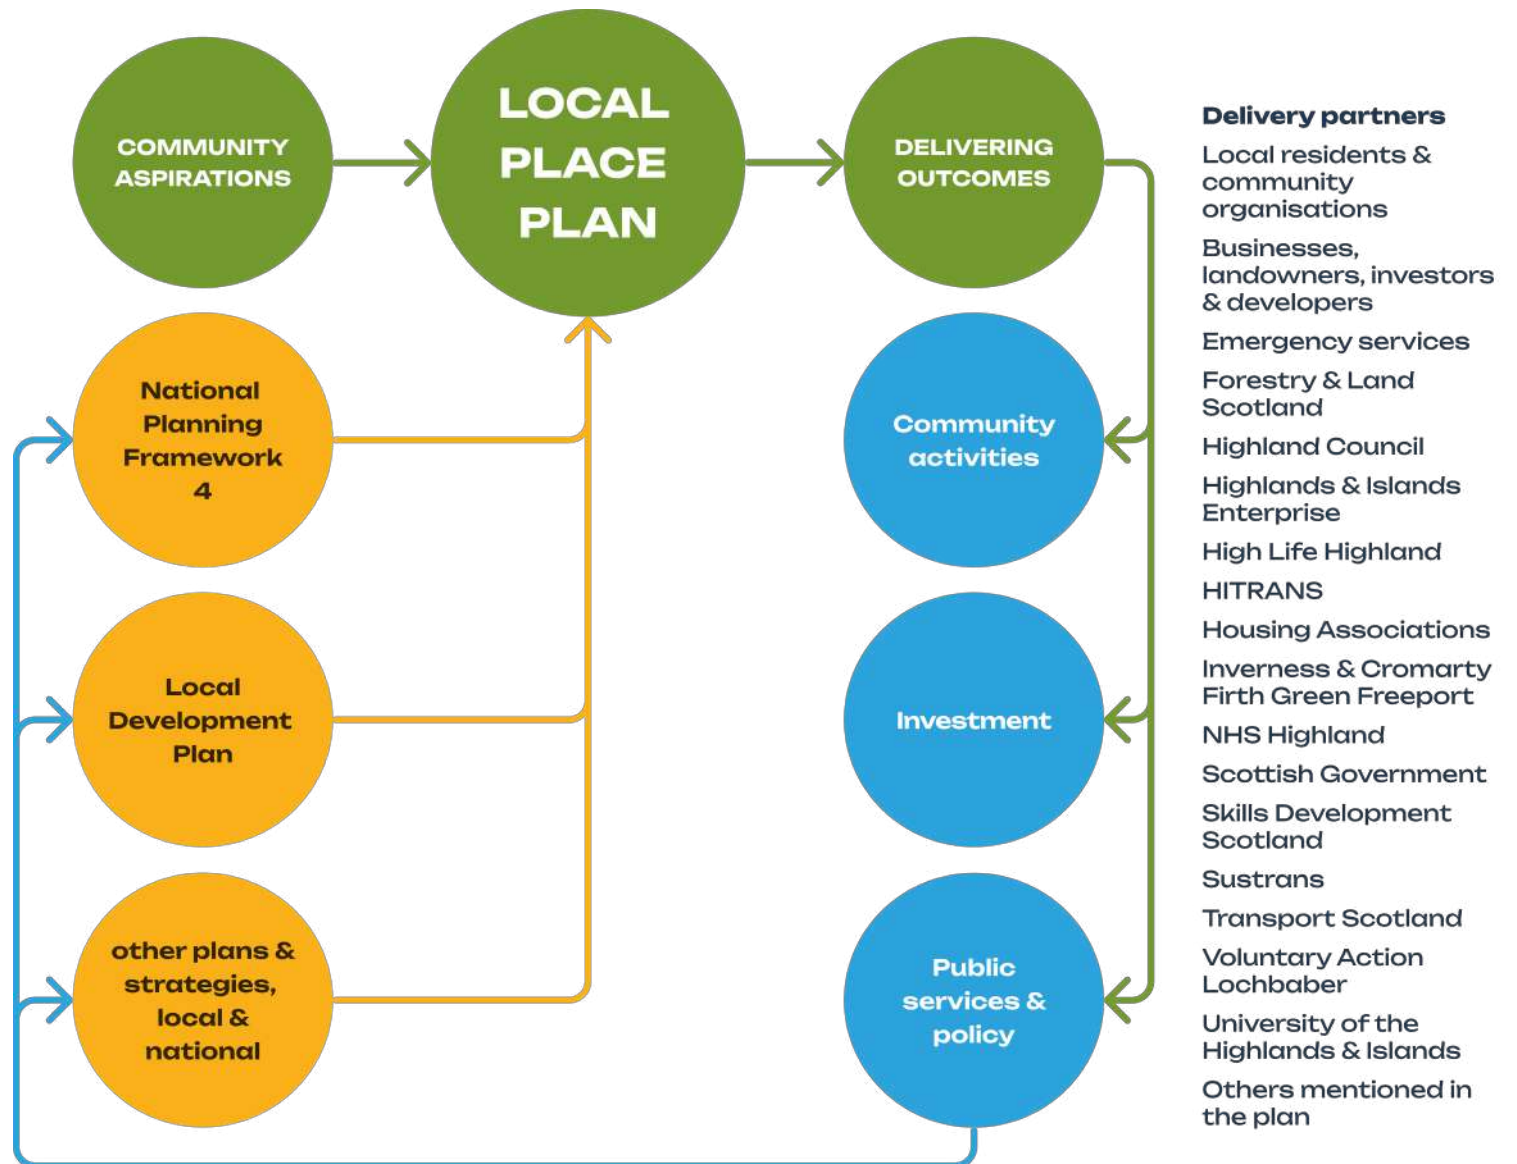 COMMUNITY
ASPIRATIONS
LOCAL
PLACE
PLAN
DELIVERING
OUTCOMES
National
Planning
Framework
4
Local
Development
Plan
other plans &
strategies,
local &
national
Community
activities
Investment
Public
services &
policy
Delivery partners
Local residents &
community
organisations
Businesses,
landowners, investors
& developers
Emergency services
Forestry & Land
Scotland
Highland Council
Highlands & Islands
Enterprise
High Life Highland
HITRANS
Housing Associations
Inverness & Cromarty
Firth Green Freeport
NHS Highland
Scottish Government
Skills Development
Scotland
Sustrans
Transport Scotland
Voluntary Action
Lochbaber
University of the
Highlands & Islands
Others mentioned in
the plan